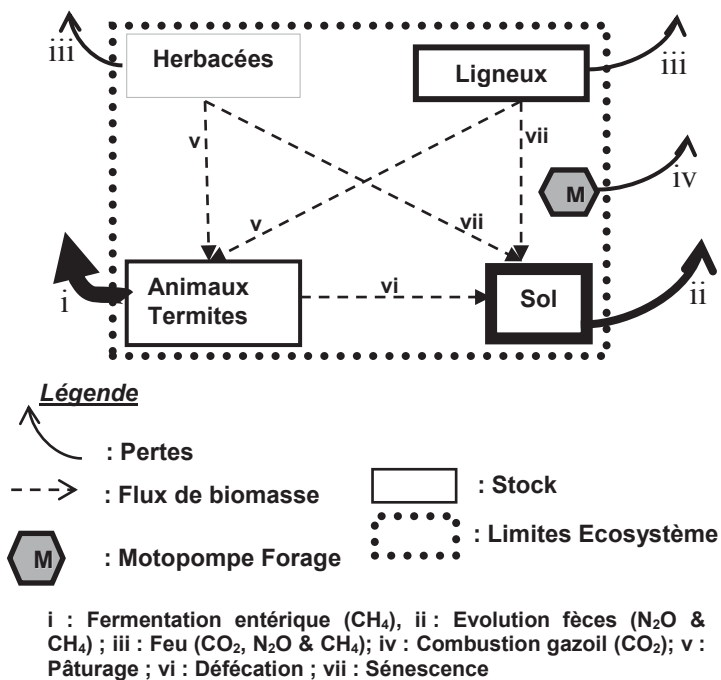 iii
Herbacées
Ligneux
iii
v
vii
iv
M
v
vii
i
Animaux
Termites
vi
Sol
ii
Légende
: Pertes
: Flux de biomasse
: Stock
M
: Motopompe Forage
: Limites Ecosystème
i : Fermentation entérique (CH₄), ii : Evolution fèces (N₂O &
CH₄) ; iii : Feu (CO₂, N₂O & CH₄); iv : Combustion gazoil (CO₂); v :
Pâturage ; vi : Défécation ; vii : Sénescence